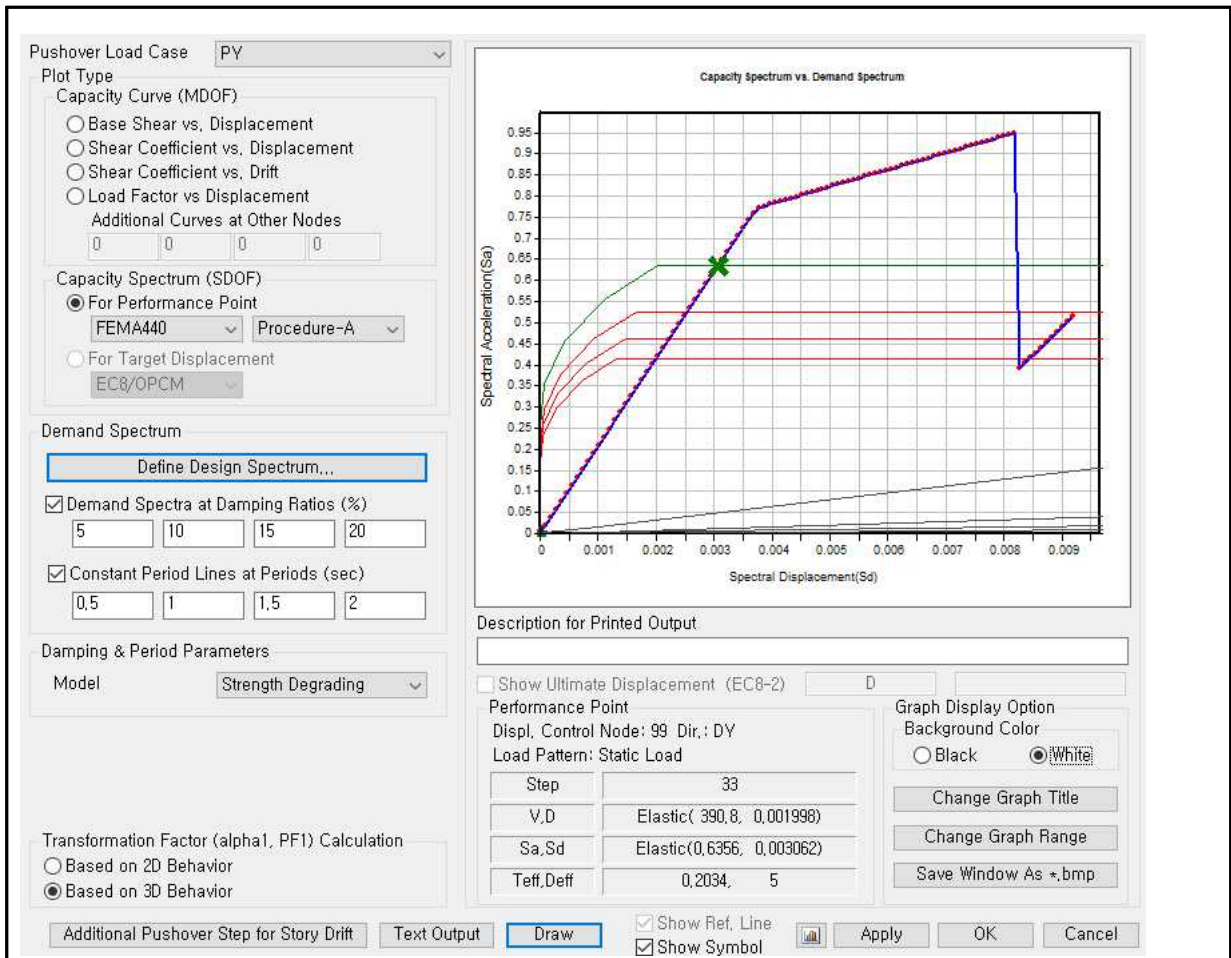 Pushover Load Case PY
Plot Type
Capacity Curve (MDOF)
Base Shear vs, Displacement
Shear Coefficient vs, Displacement
Shear Coefficient vs, Drift
Load Factor vs Displacement
Additional Curves at Other Nodes
0 0 0 0
Capacity Spectrum (SDOF)
For Performance Point
FEMA440 Procedure-A
For Target Displacement
EC8/OPCM
Demand Spectrum
Define Design Spectrum,,,
Demand Spectra at Damping Ratios (%)
5 10 15 20
Constant Period Lines at Periods (sec)
0,5 1 1,5 2
Damping & Period Parameters
Model Strength Degrading
Transformation Factor (alpha1, PF1) Calculation
Based on 2D Behavior
Based on 3D Behavior
Capacity Spectrum vs. Demand Spectrum
Spectral Acceleration(Sa)
0.95
0.9
0.85
0.8
0.75
0.7
0.65
0.6
0.55
0.5
0.45
0.4
0.35
0.3
0.25
0.2
0.15
0.1
0.05
0
0 0.001 0.002 0.003 0.004 0.005 0.006 0.007 0.008 0.009
Spectral Displacement(Sd)
Description for Printed Output
Show Ultimate Displacement (EC8-2) D
Performance Point
Displ, Control Node: 99 Dir,: DY
Load Pattern: Static Load
Step 33
V,D Elastic( 390,8, 0,001998)
Sa,Sd Elastic(0,6356, 0,003062)
Teff,Deff 0,2034, 5
Graph Display Option
Background Color
Black White
Change Graph Title
Change Graph Range
Save Window As *,bmp
Additional Pushover Step for Story Drift Text Output Draw
Show Ref, Line
Show Symbol
Apply OK Cancel